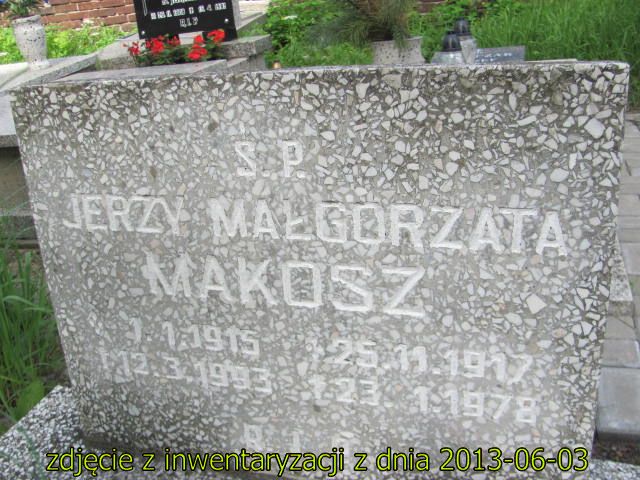 R.I.P
S.P.
JERZY MAŁGORZATA
MAKOSZ
1.1.1915 25.11.1917
†12.3.1993 †23. 1.1978
R. I.
zdjęcie z inwentaryzacji z dnia 2013-06-03